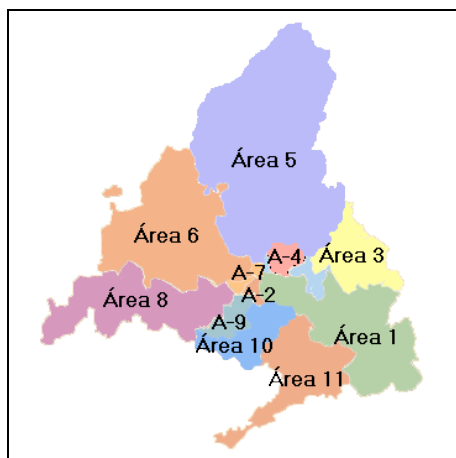 Área 5
Área 6
A-4
Área 3
A-7
A-2
Área 8
A-9
Área 1
Área 10
Área 11